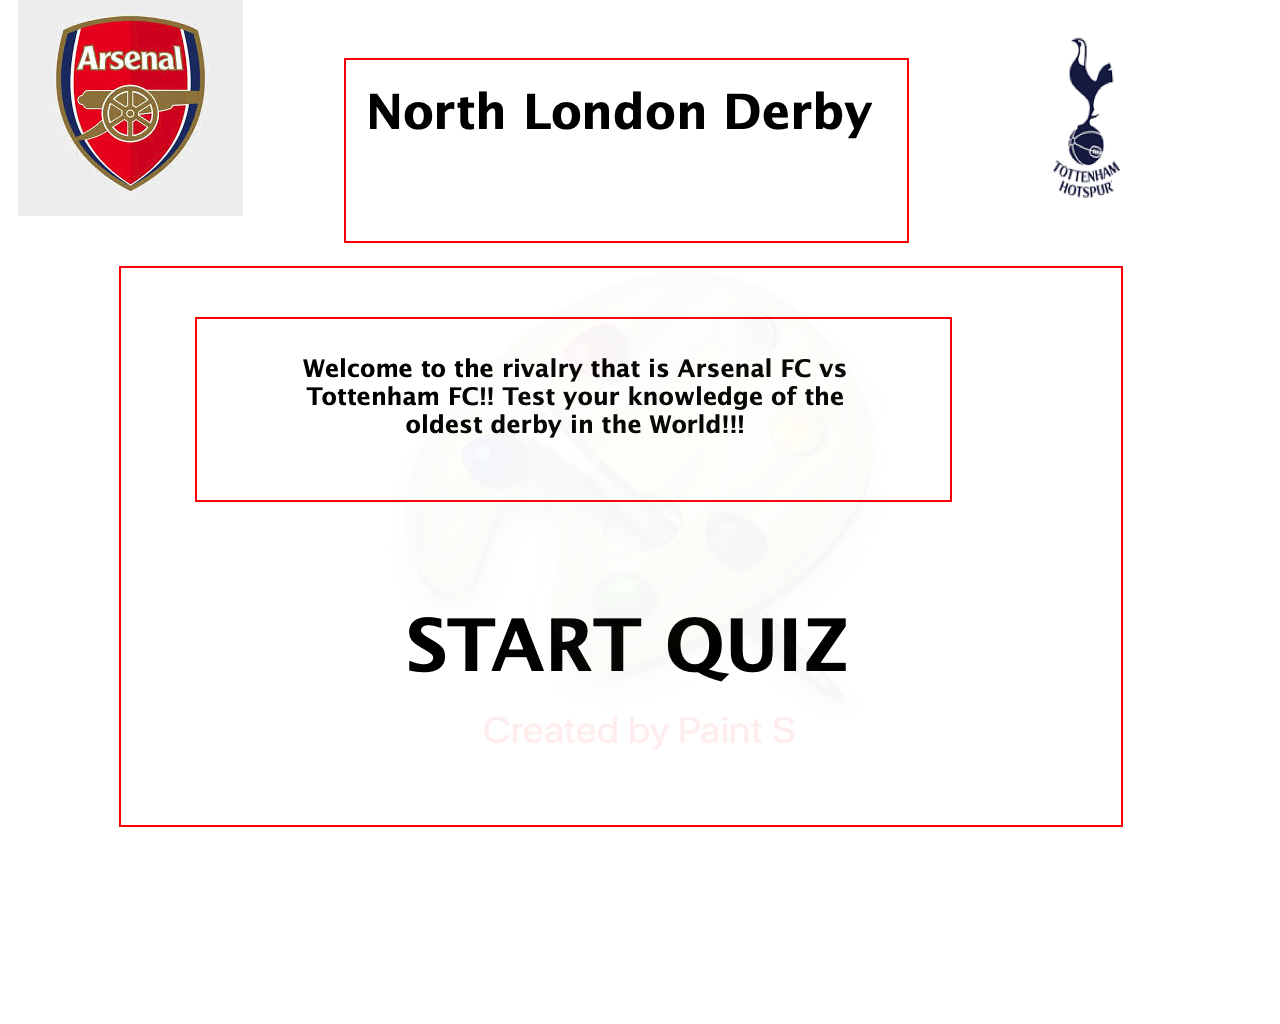 Arsenal
North London Derby
TOTTENHAM
HOTSPUR
Welcome to the rivalry that is Arsenal FC vs
Tottenham FC!! Test your knowledge of the
oldest derby in the World!!!
START QUIZ
Created by Paint S